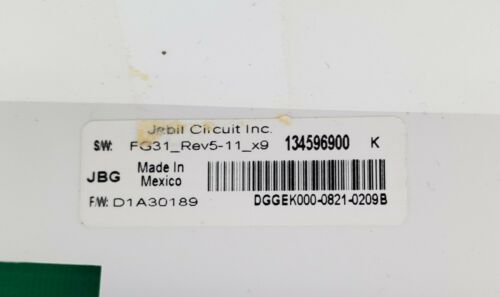 Jabil Circuit Inc.
SW: FG31_Rev5-11_x9 134596900 K
JBG Made In
Mexico
F/W: D1A30189 DGGEK000-0821-0209B